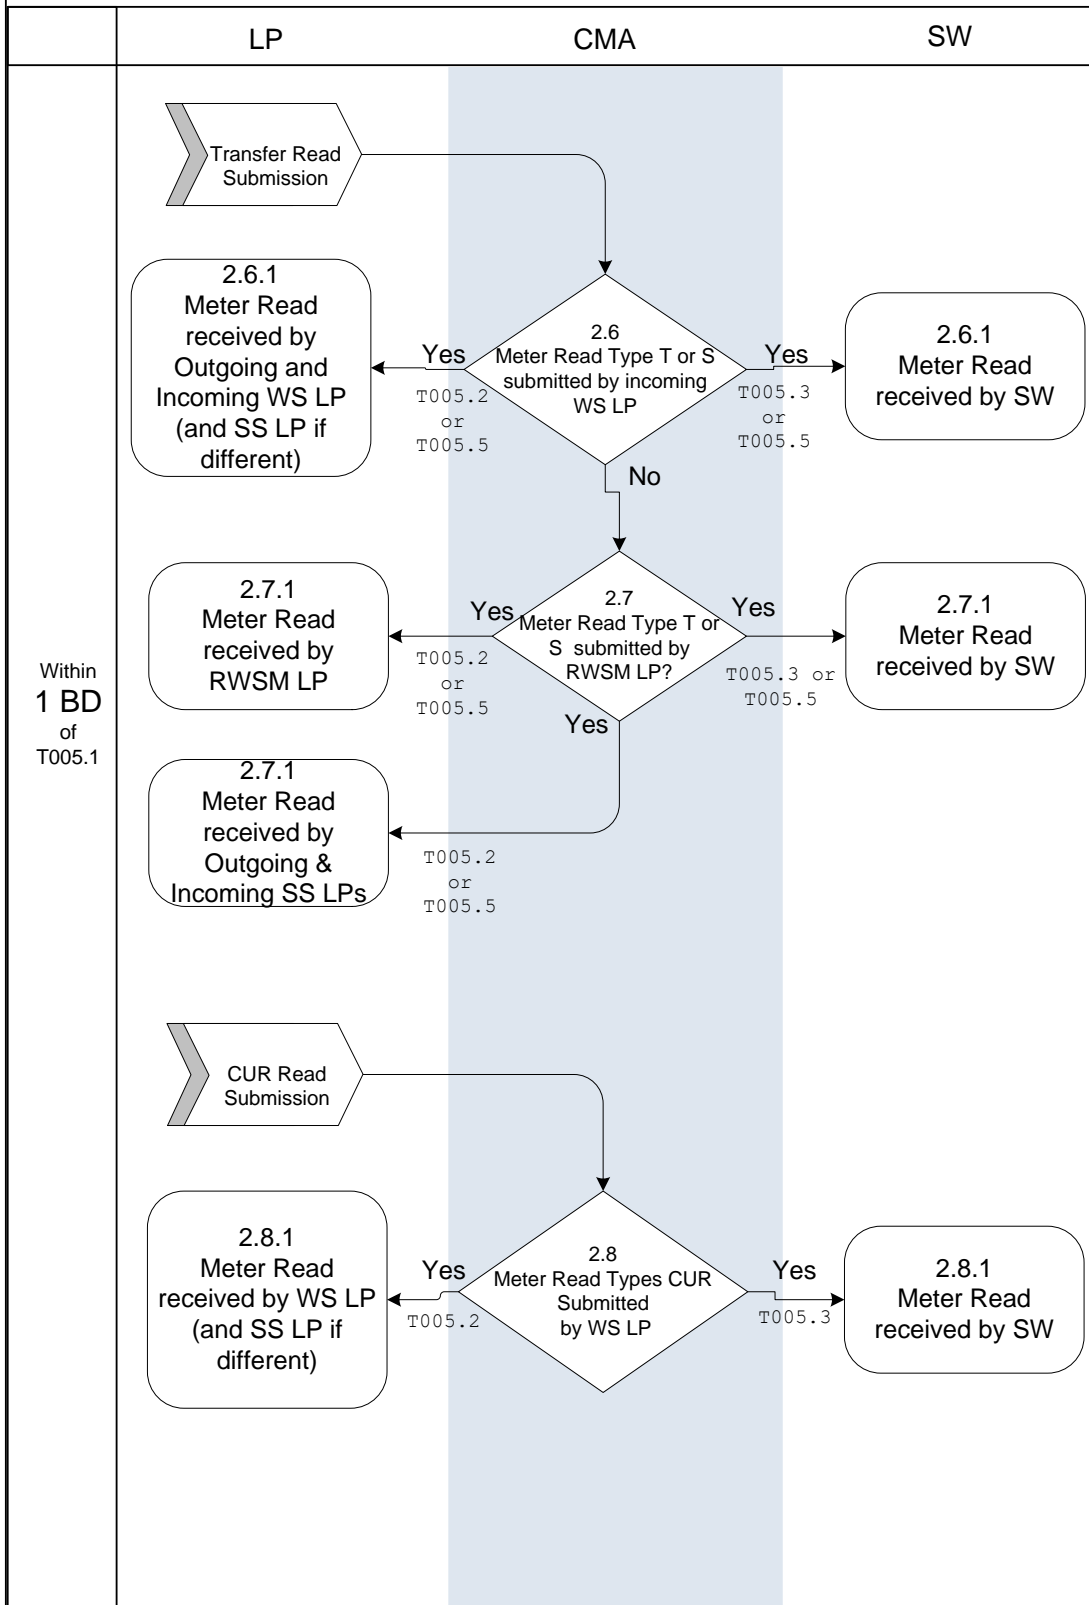 LP
CMA
SW
Transfer Read
Submission
2.6.1
Meter Read
received by
Outgoing and
Incoming WS LP
(and SS LP if
different)
Yes
T005.2
or
T005.5
2.6
Meter Read Type T or S
submitted by incoming
WS LP
Yes
T005.3
or
T005.5
2.6.1
Meter Read
received by SW
No
Within
1 BD
of
T005.1
2.7.1
Meter Read
received by
RWSM LP
Yes
T005.2
or
T005.5
2.7
Meter Read Type T or
S submitted by
RWSM LP?
Yes
T005.3 or
T005.5
2.7.1
Meter Read
received by SW
Yes
2.7.1
Meter Read
received by
Outgoing &
Incoming SS LPs
T005.2
or
T005.5
CUR Read
Submission
2.8.1
Meter Read
received by WS LP
(and SS LP if
different)
Yes
T005.2
2.8
Meter Read Types CUR
Submitted
by WS LP
Yes
T005.3
2.8.1
Meter Read
received by SW